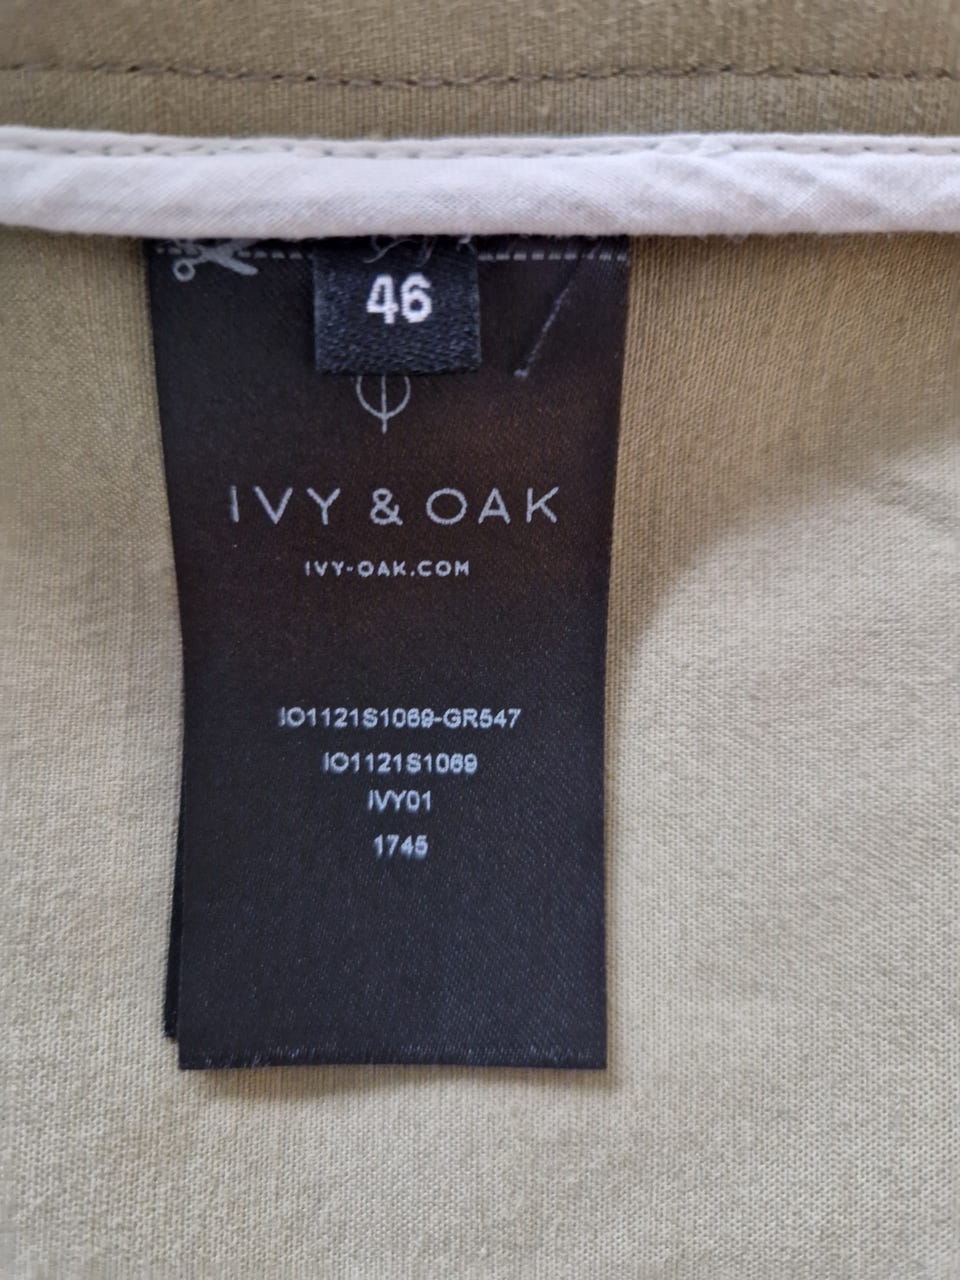 46
IVY & OAK
IVY-OAK.COM
IO1121S1069-GR547
IO1121S1069
IVY01
1745